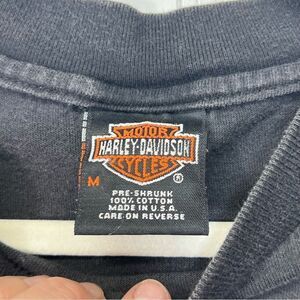 MOTOR
HARLEY-DAVIDSON
CYCLES
®
M
PRE-SHRUNK
100% COTTON
MADE IN U.S.A.
CARE ON REVERSE